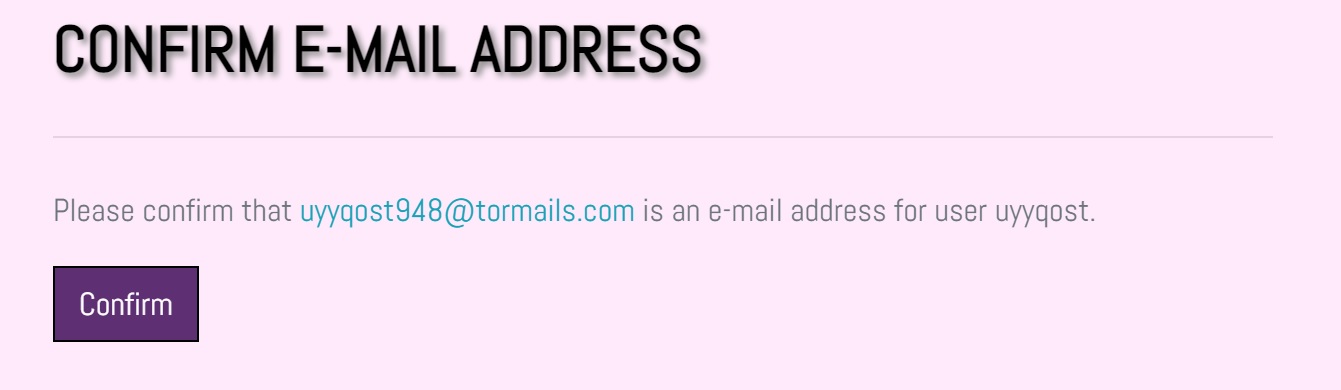 CONFIRM E-MAIL ADDRESS
Please confirm that uyyqost948@tormails.com is an e-mail address for user uyyqost.
Confirm